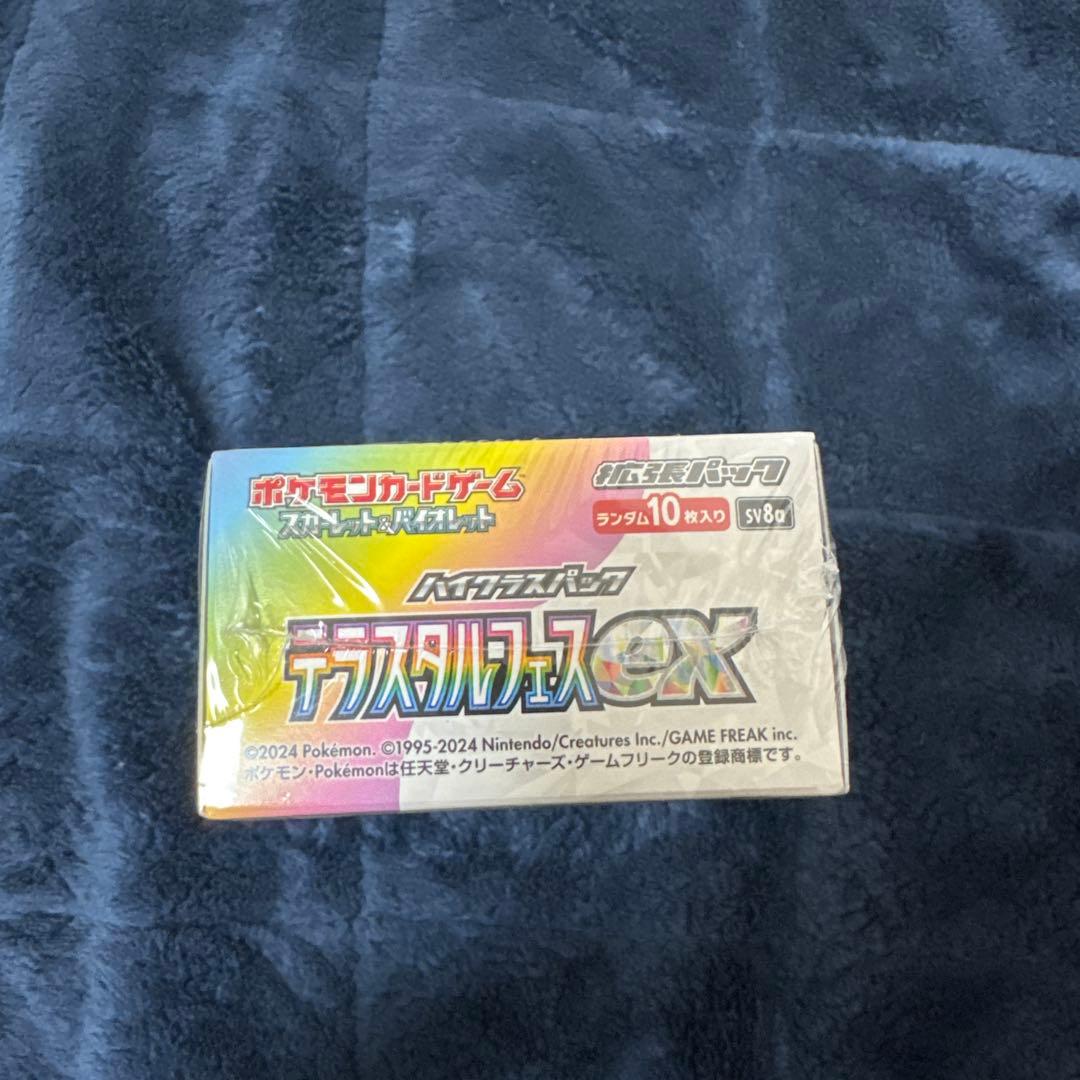 ポケモンカードゲーム™
スカーレット&バイオレット
拡張パック
ランダム10枚入り SV8a
ハイクラスパック
テラスタルフェスex
©2024 Pokémon. ©1995-2024 Nintendo/Creatures Inc./GAME FREAK inc.
ポケモン・Pokémonは任天堂・クリーチャーズ・ゲームフリークの登録商標です。